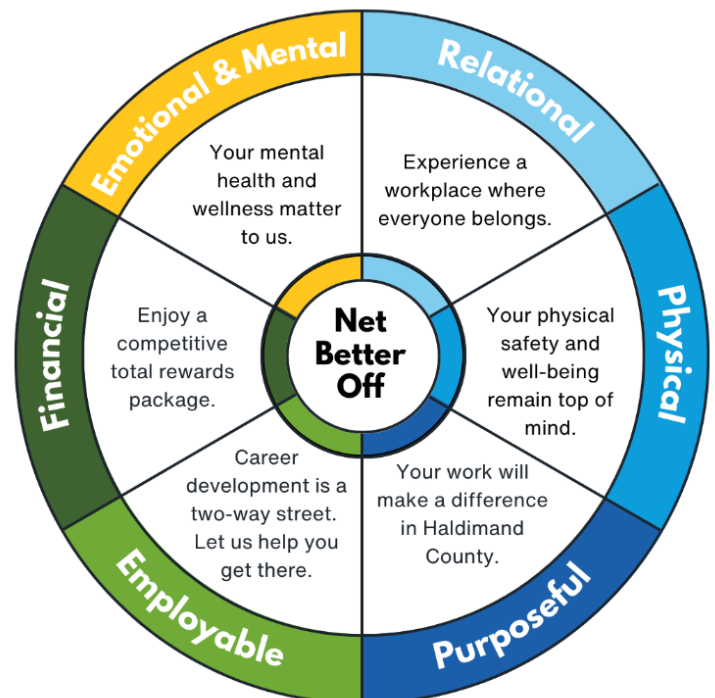 Emotional & Mental
Your mental
health and
wellness matter
to us.
Relational
Experience a
workplace where
everyone belongs.
Physical
Your physical
safety and
well-being
remain top of
mind.
Purposeful
Your work will
make a difference
in Haldimand
County.
Employable
Career
development is a
two-way street.
Let us help you
get there.
Financial
Enjoy a
competitive
total rewards
package.
Net
Better
Off